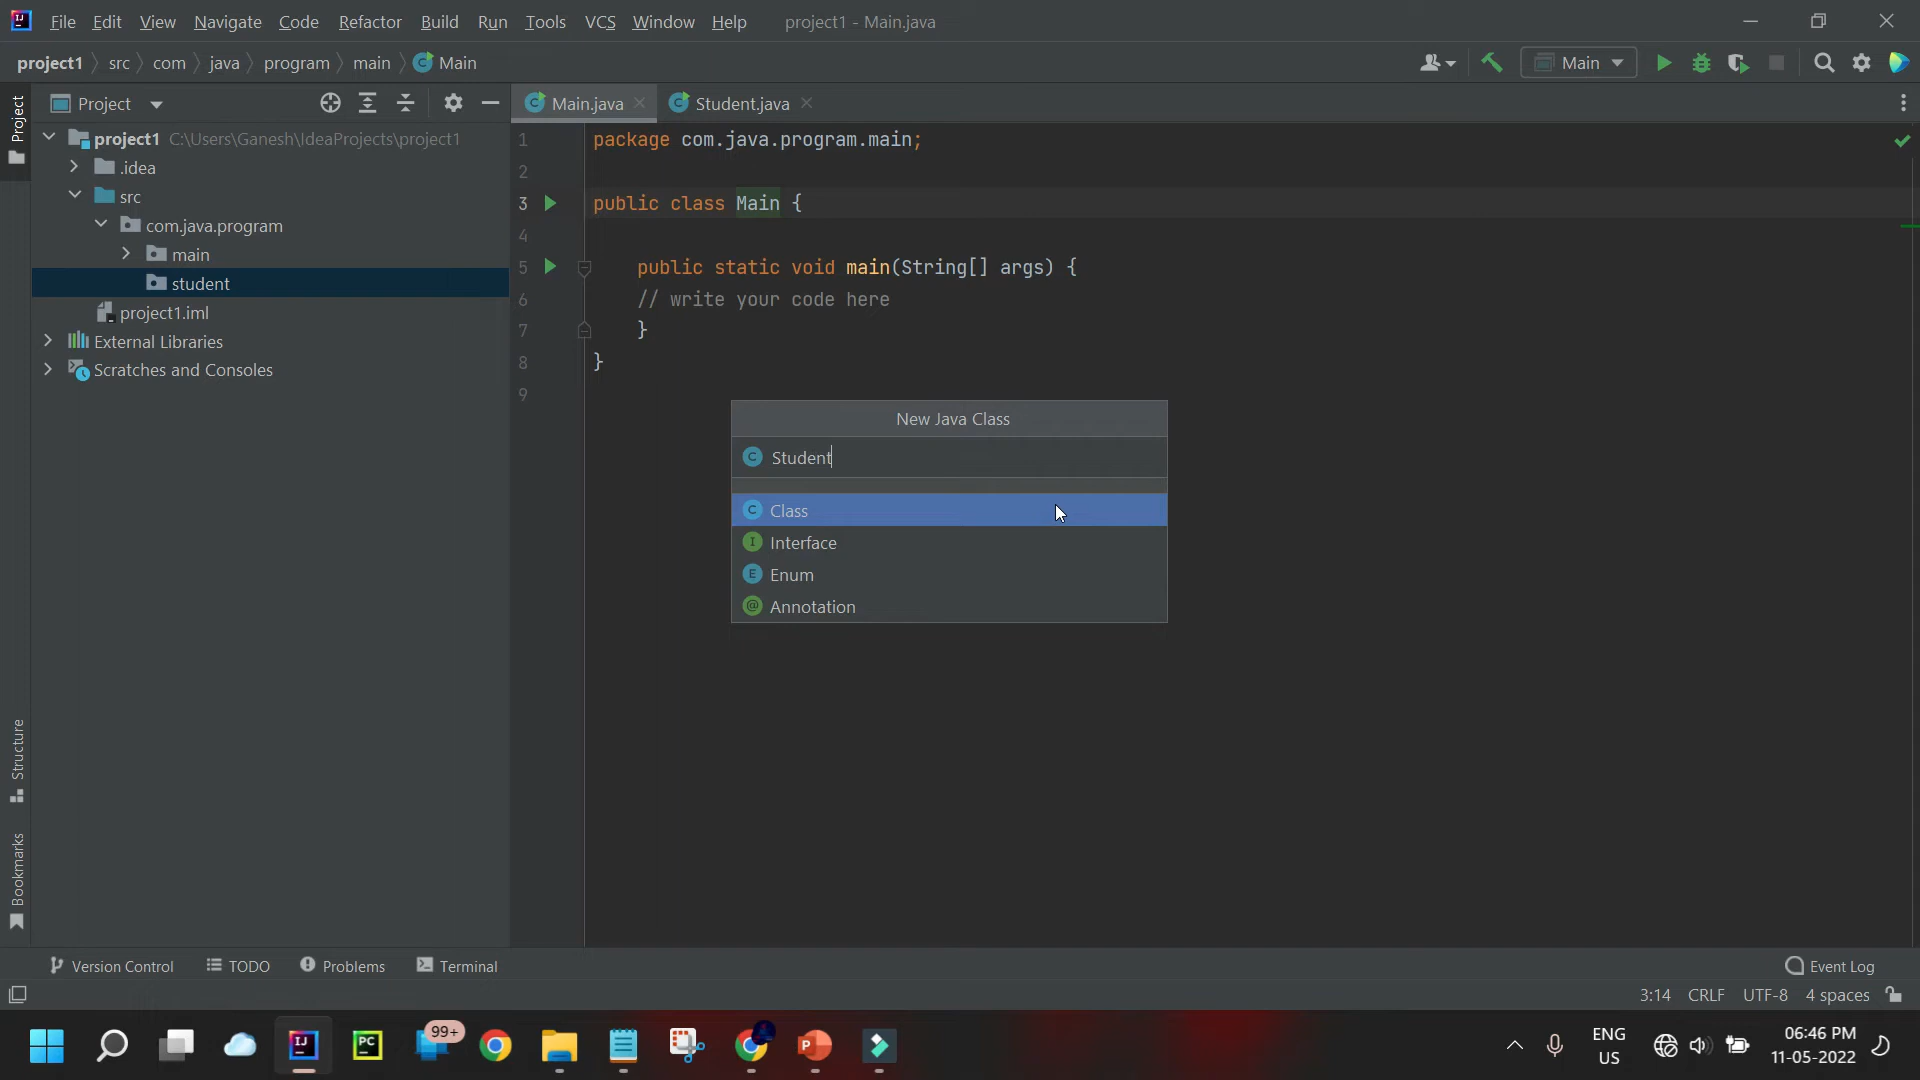 File Edit View Navigate Code Refactor Build Run Tools VCS Window Help project1 - Main.java
project1 src com java program main Main
Main
Project
Main.java
Student.java
Project
project1 C:\Users\Ganesh\IdeaProjects\project1
.idea
src
com.java.program
main
student
project1.iml
External Libraries
Scratches and Consoles
1 package com.java.program.main;
2
3 public class Main {
4
5 public static void main(String[] args) {
6 // write your code here
7 }
8 }
9
New Java Class
Student
Class
Interface
Enum
Annotation
Structure
Bookmarks
Version Control TODO Problems Terminal Event Log
3:14 CRLF UTF-8 4 spaces
99+
ENG
US
06:46 PM
11-05-2022